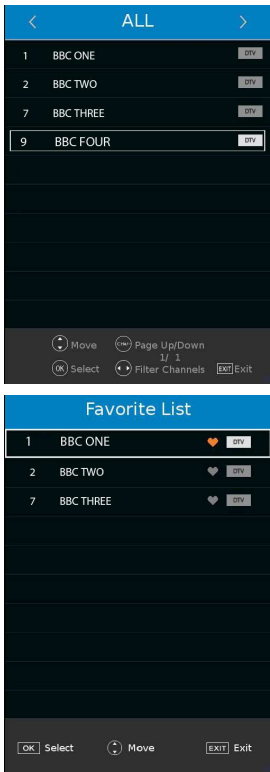 ALL
1 BBC ONE DTV
2 BBC TWO DTV
7 BBC THREE DTV
9 BBC FOUR DTV
Move CH+/- Page Up/Down
1/ 1
OK Select Filter Channels EXIT Exit
Favorite List
1 BBC ONE DTV
2 BBC TWO DTV
7 BBC THREE DTV
OK Select Move EXIT Exit